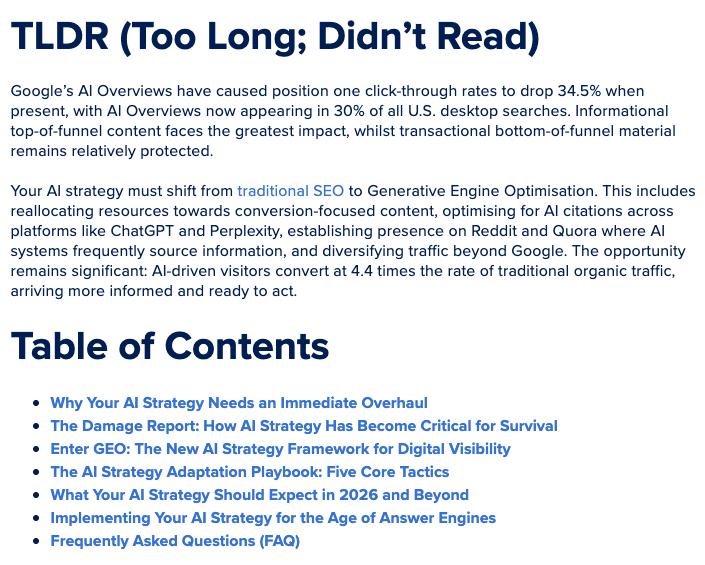 TLDR (Too Long; Didn’t Read)
Google’s AI Overviews have caused position one click-through rates to drop 34.5% when
present, with AI Overviews now appearing in 30% of all U.S. desktop searches. Informational
top-of-funnel content faces the greatest impact, whilst transactional bottom-of-funnel material
remains relatively protected.
Your AI strategy must shift from traditional SEO to Generative Engine Optimisation. This includes
reallocating resources towards conversion-focused content, optimising for AI citations across
platforms like ChatGPT and Perplexity, establishing presence on Reddit and Quora where AI
systems frequently source information, and diversifying traffic beyond Google. The opportunity
remains significant: AI-driven visitors convert at 4.4 times the rate of traditional organic traffic,
arriving more informed and ready to act.
Table of Contents
• Why Your AI Strategy Needs an Immediate Overhaul
• The Damage Report: How AI Strategy Has Become Critical for Survival
• Enter GEO: The New AI Strategy Framework for Digital Visibility
• The AI Strategy Adaptation Playbook: Five Core Tactics
• What Your AI Strategy Should Expect in 2026 and Beyond
• Implementing Your AI Strategy for the Age of Answer Engines
• Frequently Asked Questions (FAQ)